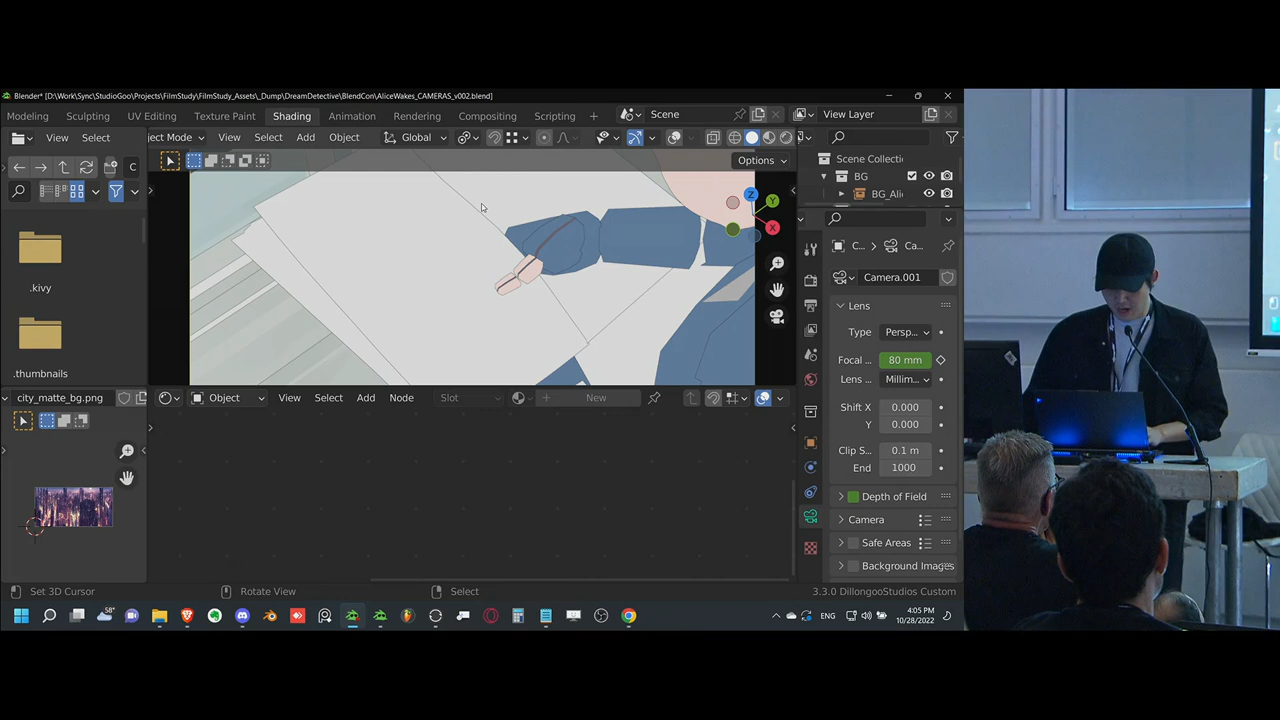 Blender* [D:\Work\Sync\StudioGoo\Projects\FilmStudy\FilmStudy_Assets\_Dump\DreamDetective\BlendCon\AliceWakes_CAMERAS_v002.blend]
Modeling Sculpting UV Editing Texture Paint Shading Animation Rendering Compositing Scripting + Scene View Layer
View Select ect Mode View Select Add Object Global
C
Options
Scene Collecti
BG
BG_Ali
Z
Y
X
C... Ca...
.kivy
Camera.001
Lens
Type Persp...
.thumbnails
Focal ... 80 mm
Lens ... Millim...
city_matte_bg.png Object View Select Add Node Slot New
Shift X 0.000
Y 0.000
Clip S... 0.1 m
End 1000
Depth of Field
Camera
Safe Areas
Background Images
Set 3D Cursor Rotate View Select 3.3.0 DillongooStudios Custom
58°
ENG
4:05 PM
10/28/2022